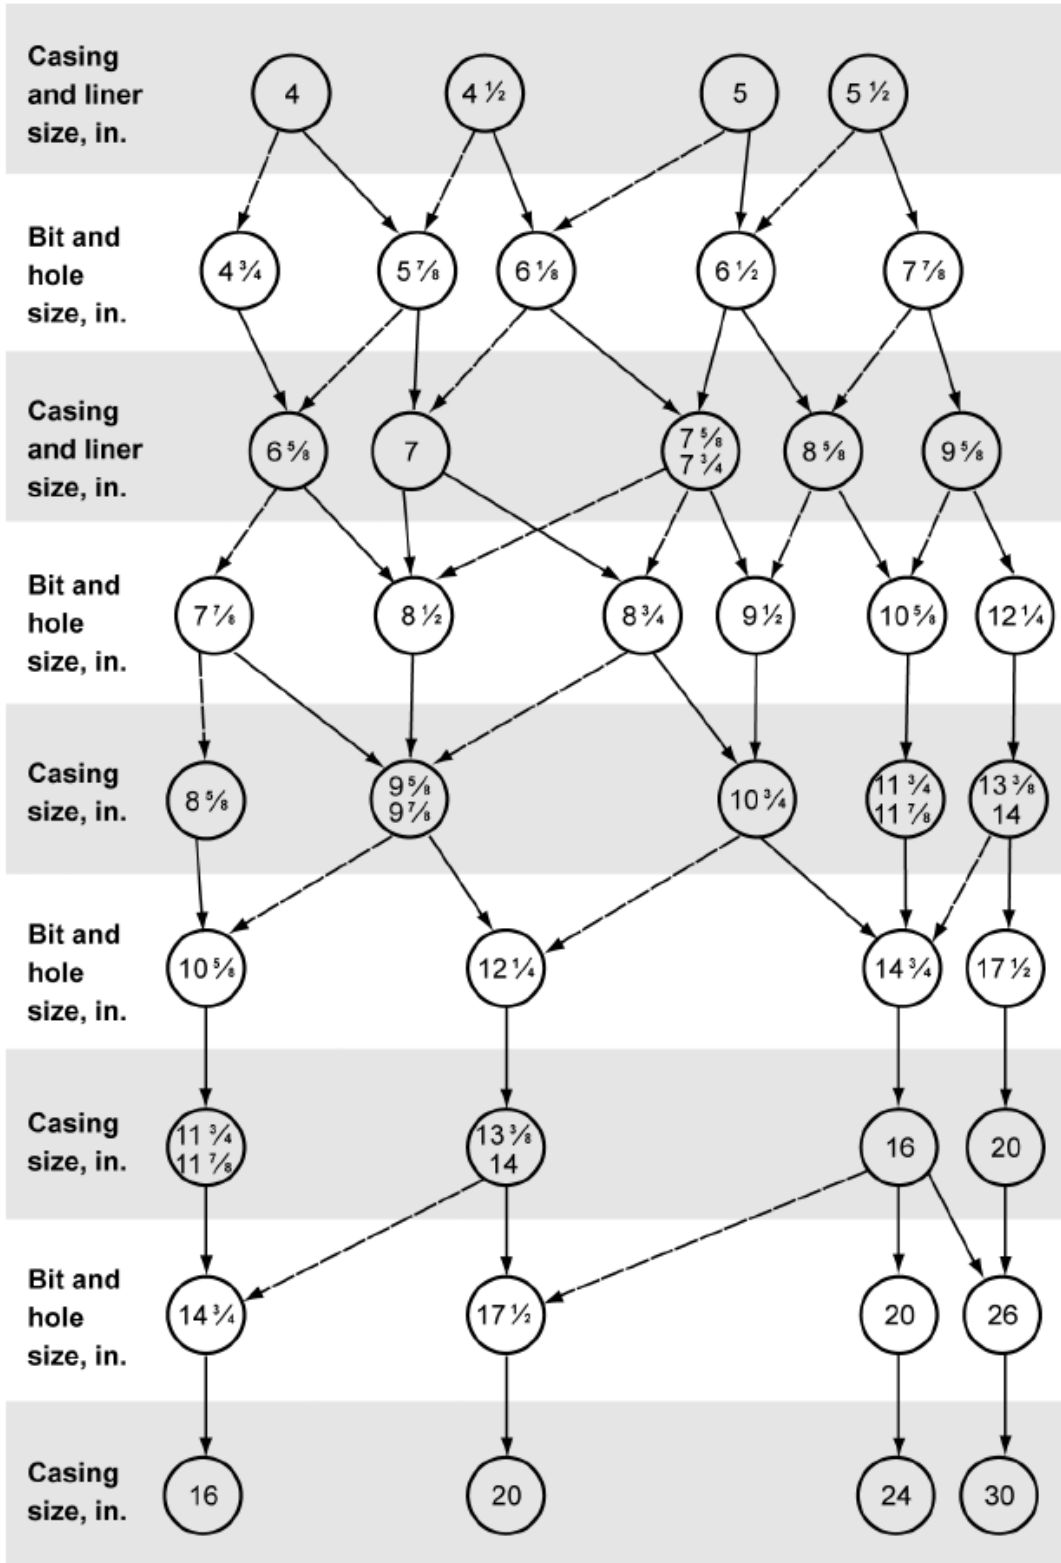 Casing
and liner
size, in.
4
4 ½
5
5 ½
Bit and
hole
size, in.
4 ¾
5 ⅞
6 ⅛
6 ½
7 ⅞
Casing
and liner
size, in.
6 ⅝
7
7 ⅝
7 ¾
8 ⅝
9 ⅝
Bit and
hole
size, in.
7 ⅞
8 ½
8 ¾
9 ½
10 ⅝
12 ¼
Casing
size, in.
8 ⅝
9 ⅝
9 ⅞
10 ¾
11 ¾
11 ⅞
13 ⅜
14
Bit and
hole
size, in.
10 ⅝
12 ¼
14 ¾
17 ½
Casing
size, in.
11 ¾
11 ⅞
13 ⅜
14
16
20
Bit and
hole
size, in.
14 ¾
17 ½
20
26
Casing
size, in.
16
20
24
30